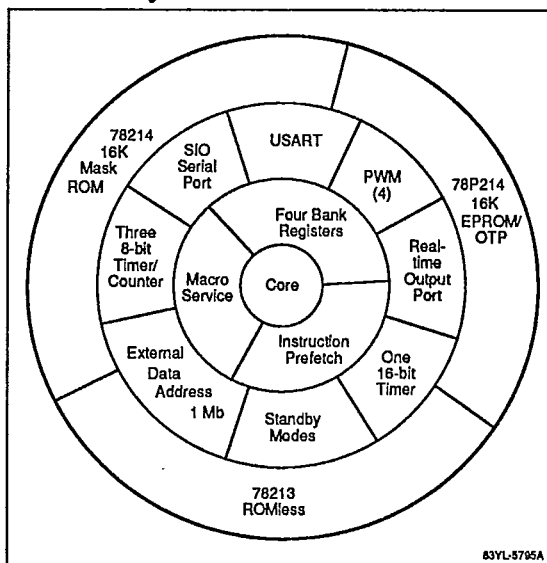 78214
16K
Mask
ROM
SIO
Serial
Port
USART
PWM
(4)
78P214
16K
EPROM/
OTP
Three
8-bit
Timer/
Counter
Four Bank
Registers
Macro
Service
Core
Real-
time
Output
Port
Instruction
Prefetch
External
Data
Address
1 Mb
Standby
Modes
One
16-bit
Timer
78213
ROMless
83YL-5795A